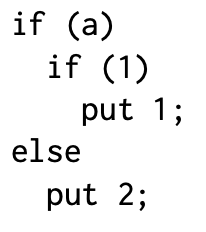 if (a)
  if (1)
    put 1;
else
  put 2;